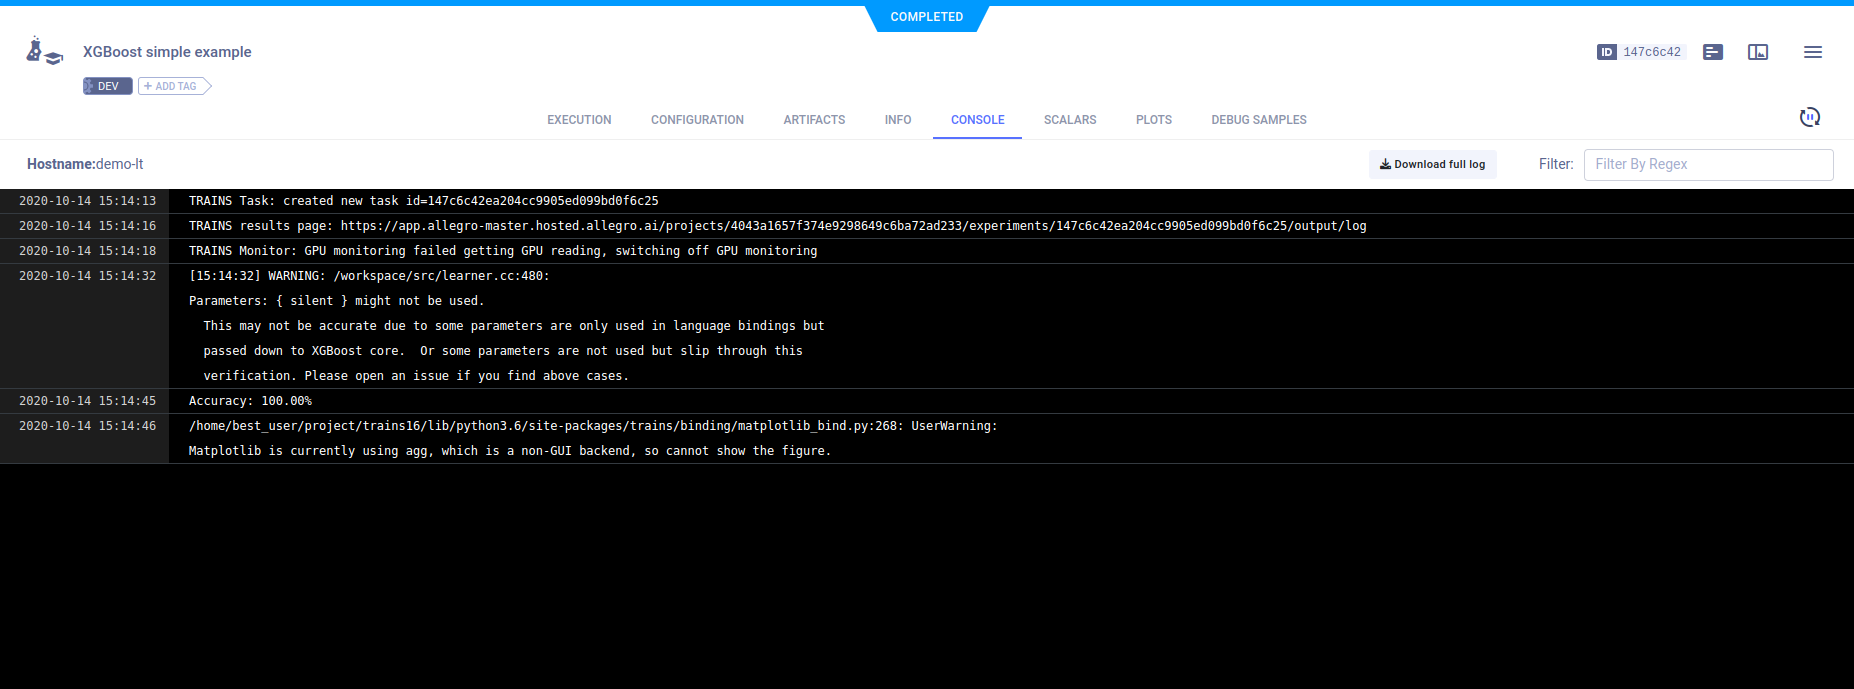 COMPLETED
XGBoost simple example
ID 147c6c42
DEV + ADD TAG
EXECUTION CONFIGURATION ARTIFACTS INFO CONSOLE SCALARS PLOTS DEBUG SAMPLES
Hostname:demo-lt Download full log Filter: Filter By Regex
2020-10-14 15:14:13 TRAINS Task: created new task id=147c6c42ea204cc9905ed099bd0f6c25
2020-10-14 15:14:16 TRAINS results page: https://app.allegro-master.hosted.allegro.ai/projects/4043a1657f374e9298649c6ba72ad233/experiments/147c6c42ea204cc9905ed099bd0f6c25/output/log
2020-10-14 15:14:18 TRAINS Monitor: GPU monitoring failed getting GPU reading, switching off GPU monitoring
2020-10-14 15:14:32 [15:14:32] WARNING: /workspace/src/learner.cc:480:
Parameters: { silent } might not be used.
This may not be accurate due to some parameters are only used in language bindings but
passed down to XGBoost core.  Or some parameters are not used but slip through this
verification. Please open an issue if you find above cases.
2020-10-14 15:14:45 Accuracy: 100.00%
2020-10-14 15:14:46 /home/best_user/project/trains16/lib/python3.6/site-packages/trains/binding/matplotlib_bind.py:268: UserWarning:
Matplotlib is currently using agg, which is a non-GUI backend, so cannot show the figure.